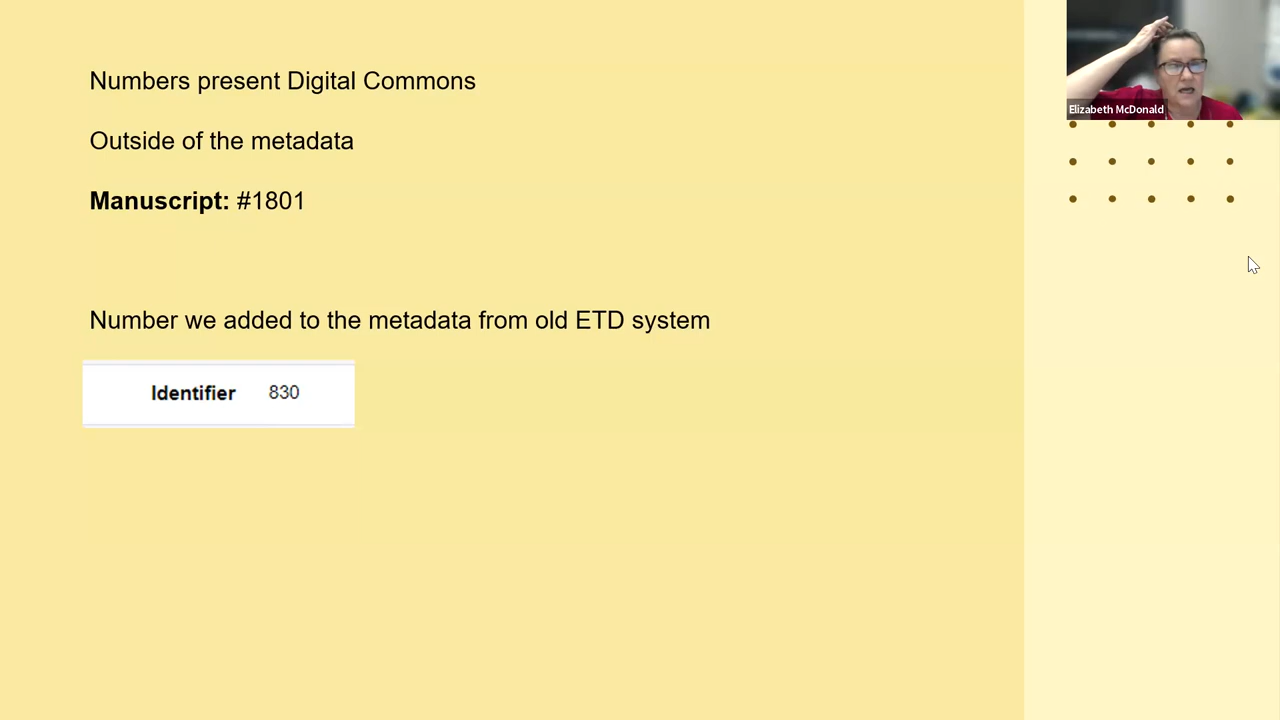 Numbers present Digital Commons
Outside of the metadata
Manuscript: #1801
Number we added to the metadata from old ETD system
Identifier 830
Elizabeth McDonald